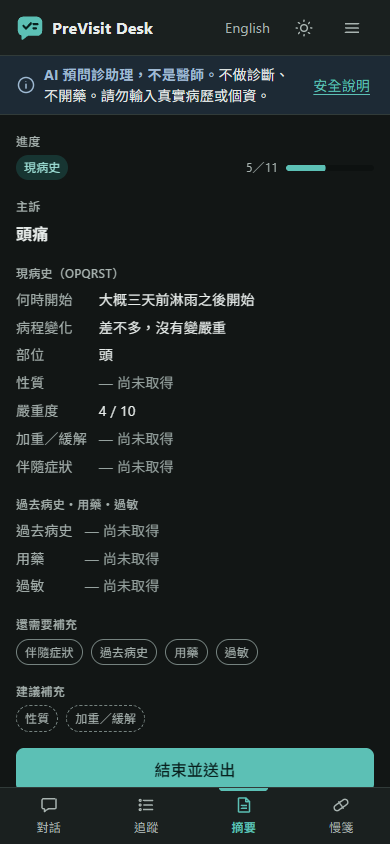 PreVisit Desk
English
AI 預問診助理，不是醫師。不做診斷、
不開藥。請勿輸入真實病歷或個資。
安全說明
進度
現病史
5／11
主訴
頭痛
現病史（OPQRST）
何時開始 大概三天前淋雨之後開始
病程變化 差不多，沒有變嚴重
部位 頭
性質 — 尚未取得
嚴重度 4 / 10
加重／緩解 — 尚未取得
伴隨症狀 — 尚未取得
過去病史・用藥・過敏
過去病史 — 尚未取得
用藥 — 尚未取得
過敏 — 尚未取得
還需要補充
伴隨症狀 過去病史 用藥 過敏
建議補充
性質 加重／緩解
結束並送出
對話 追蹤 摘要 慢箋